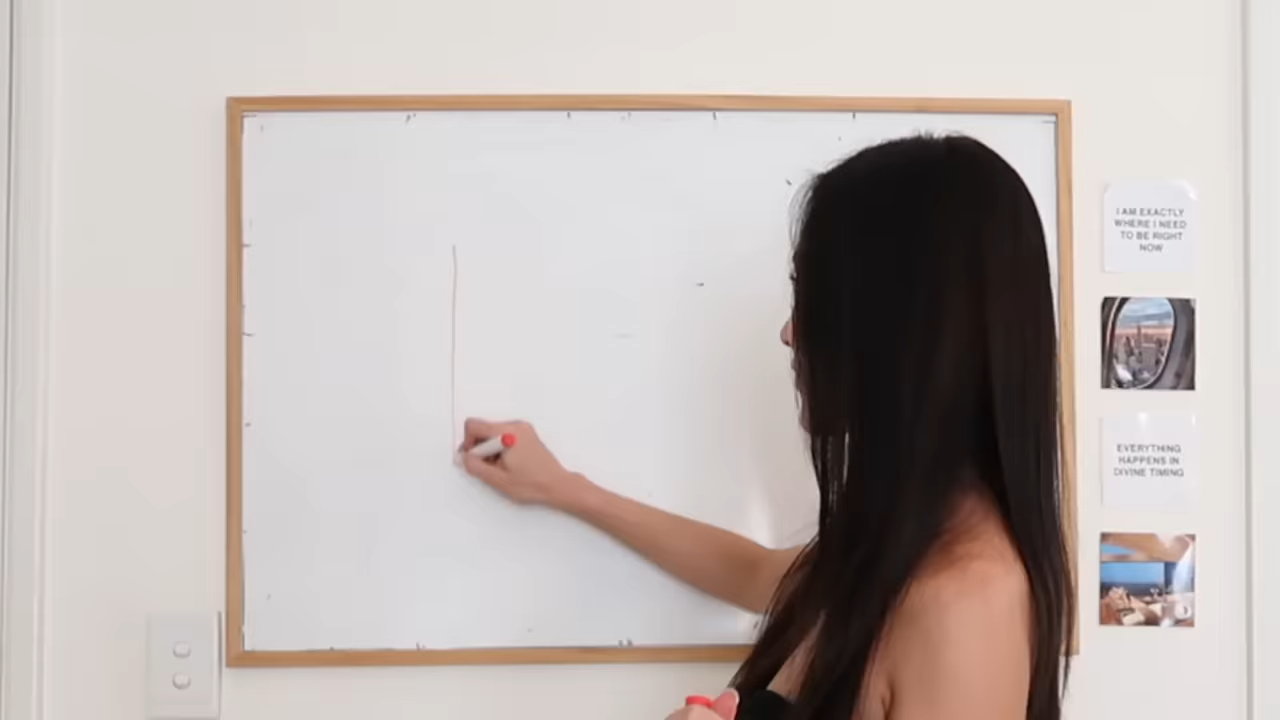 I AM EXACTLY
WHERE I NEED
TO BE RIGHT
NOW
EVERYTHING
HAPPENS IN
DIVINE TIMING